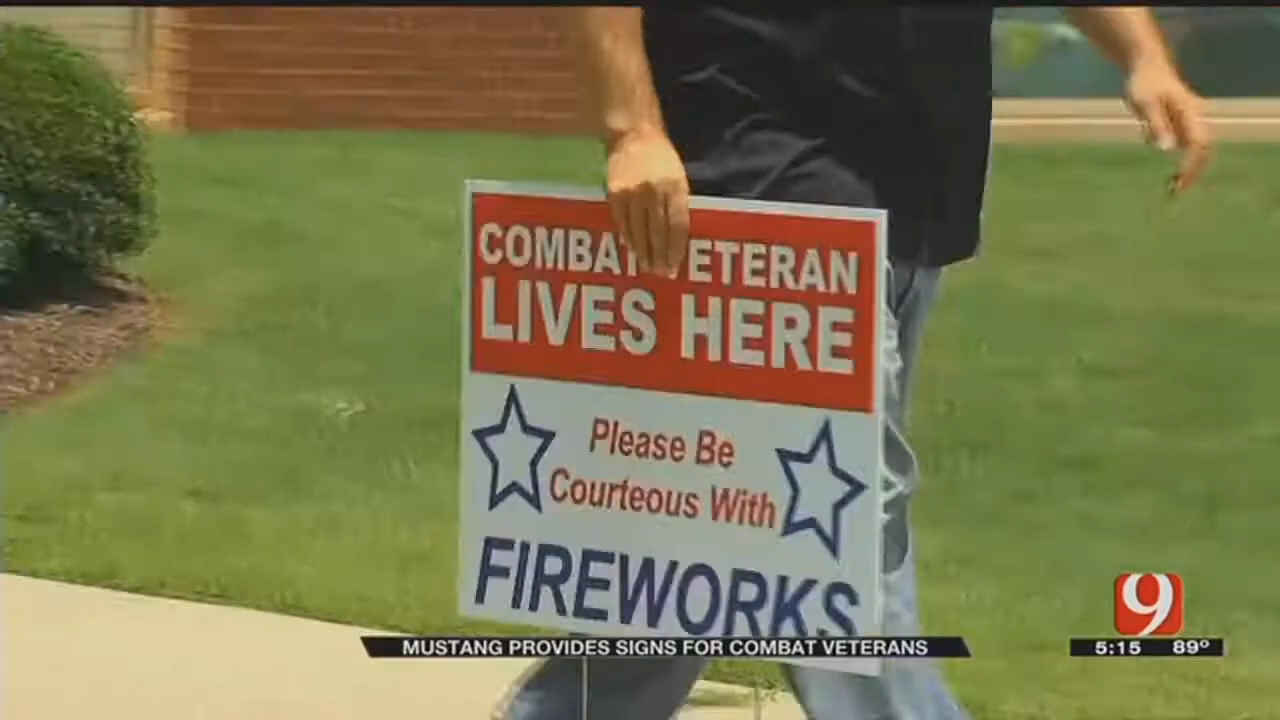 COMBAT VETERAN
LIVES HERE
Please Be
Courteous With
FIREWORKS
MUSTANG PROVIDES SIGNS FOR COMBAT VETERANS
9
5:15 89°